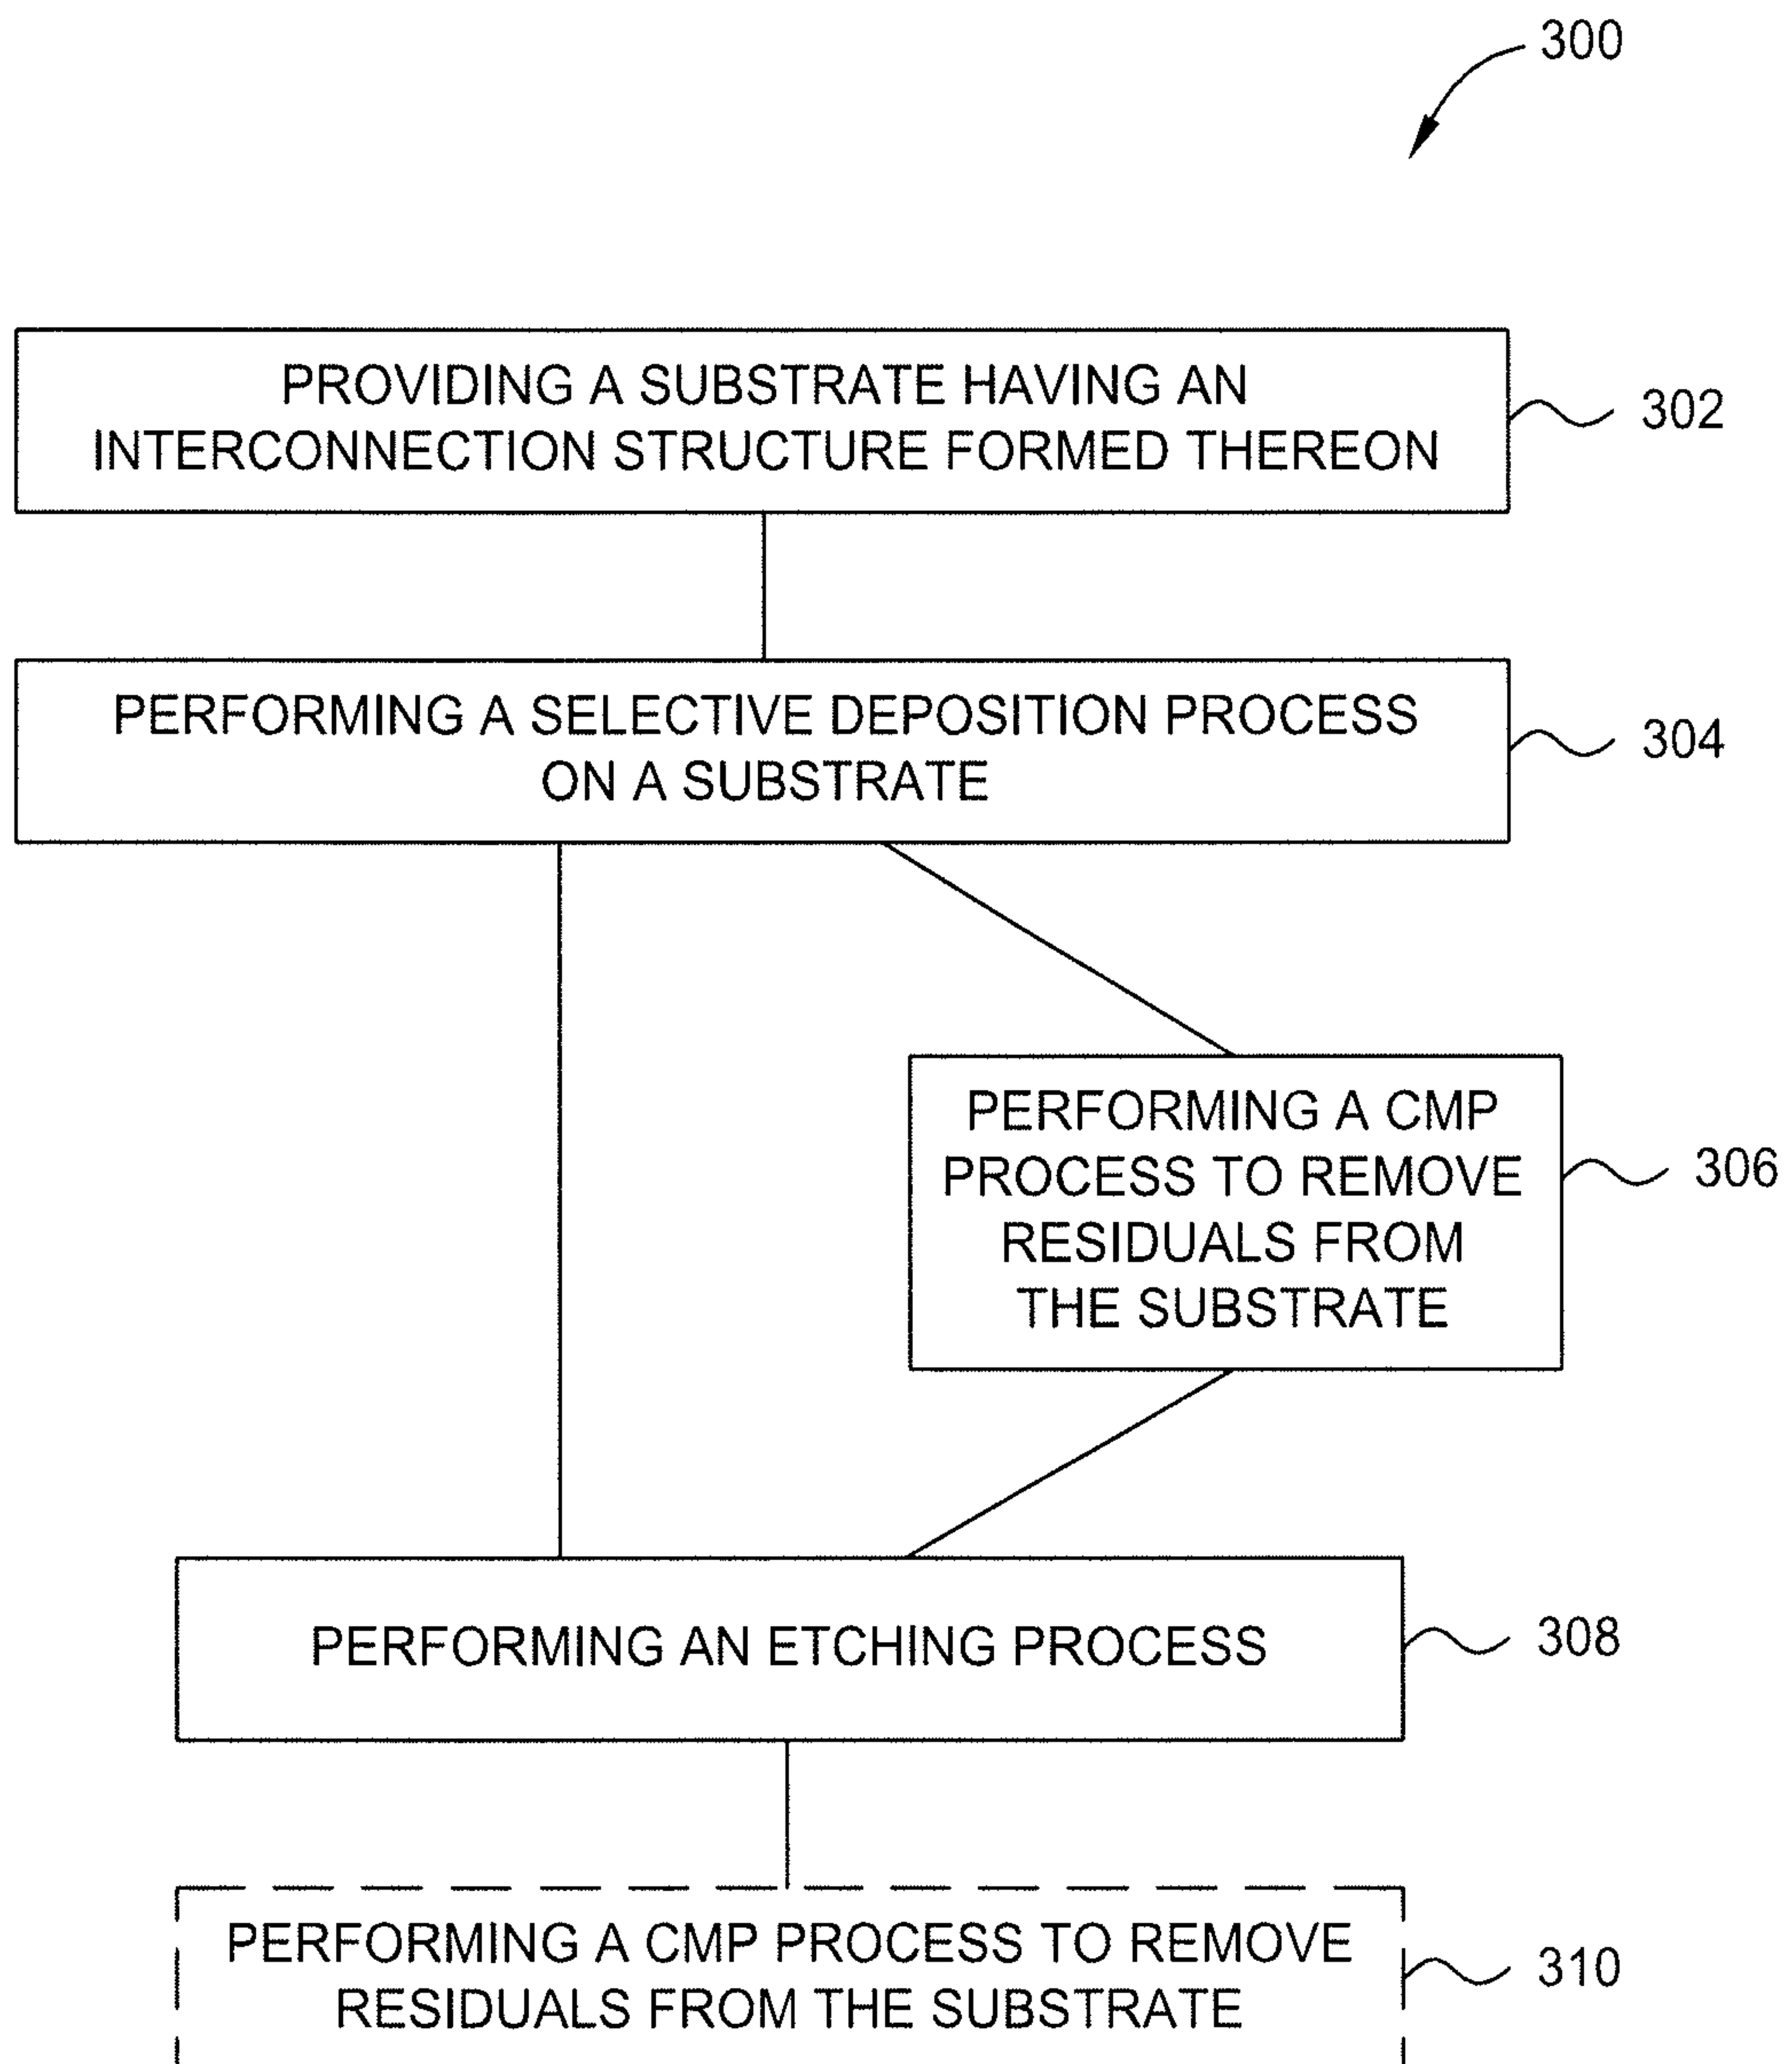 300
PROVIDING A SUBSTRATE HAVING AN
INTERCONNECTION STRUCTURE FORMED THEREON
302
PERFORMING A SELECTIVE DEPOSITION PROCESS
ON A SUBSTRATE
304
PERFORMING A CMP
PROCESS TO REMOVE
RESIDUALS FROM
THE SUBSTRATE
306
PERFORMING AN ETCHING PROCESS
308
PERFORMING A CMP PROCESS TO REMOVE
RESIDUALS FROM THE SUBSTRATE
310